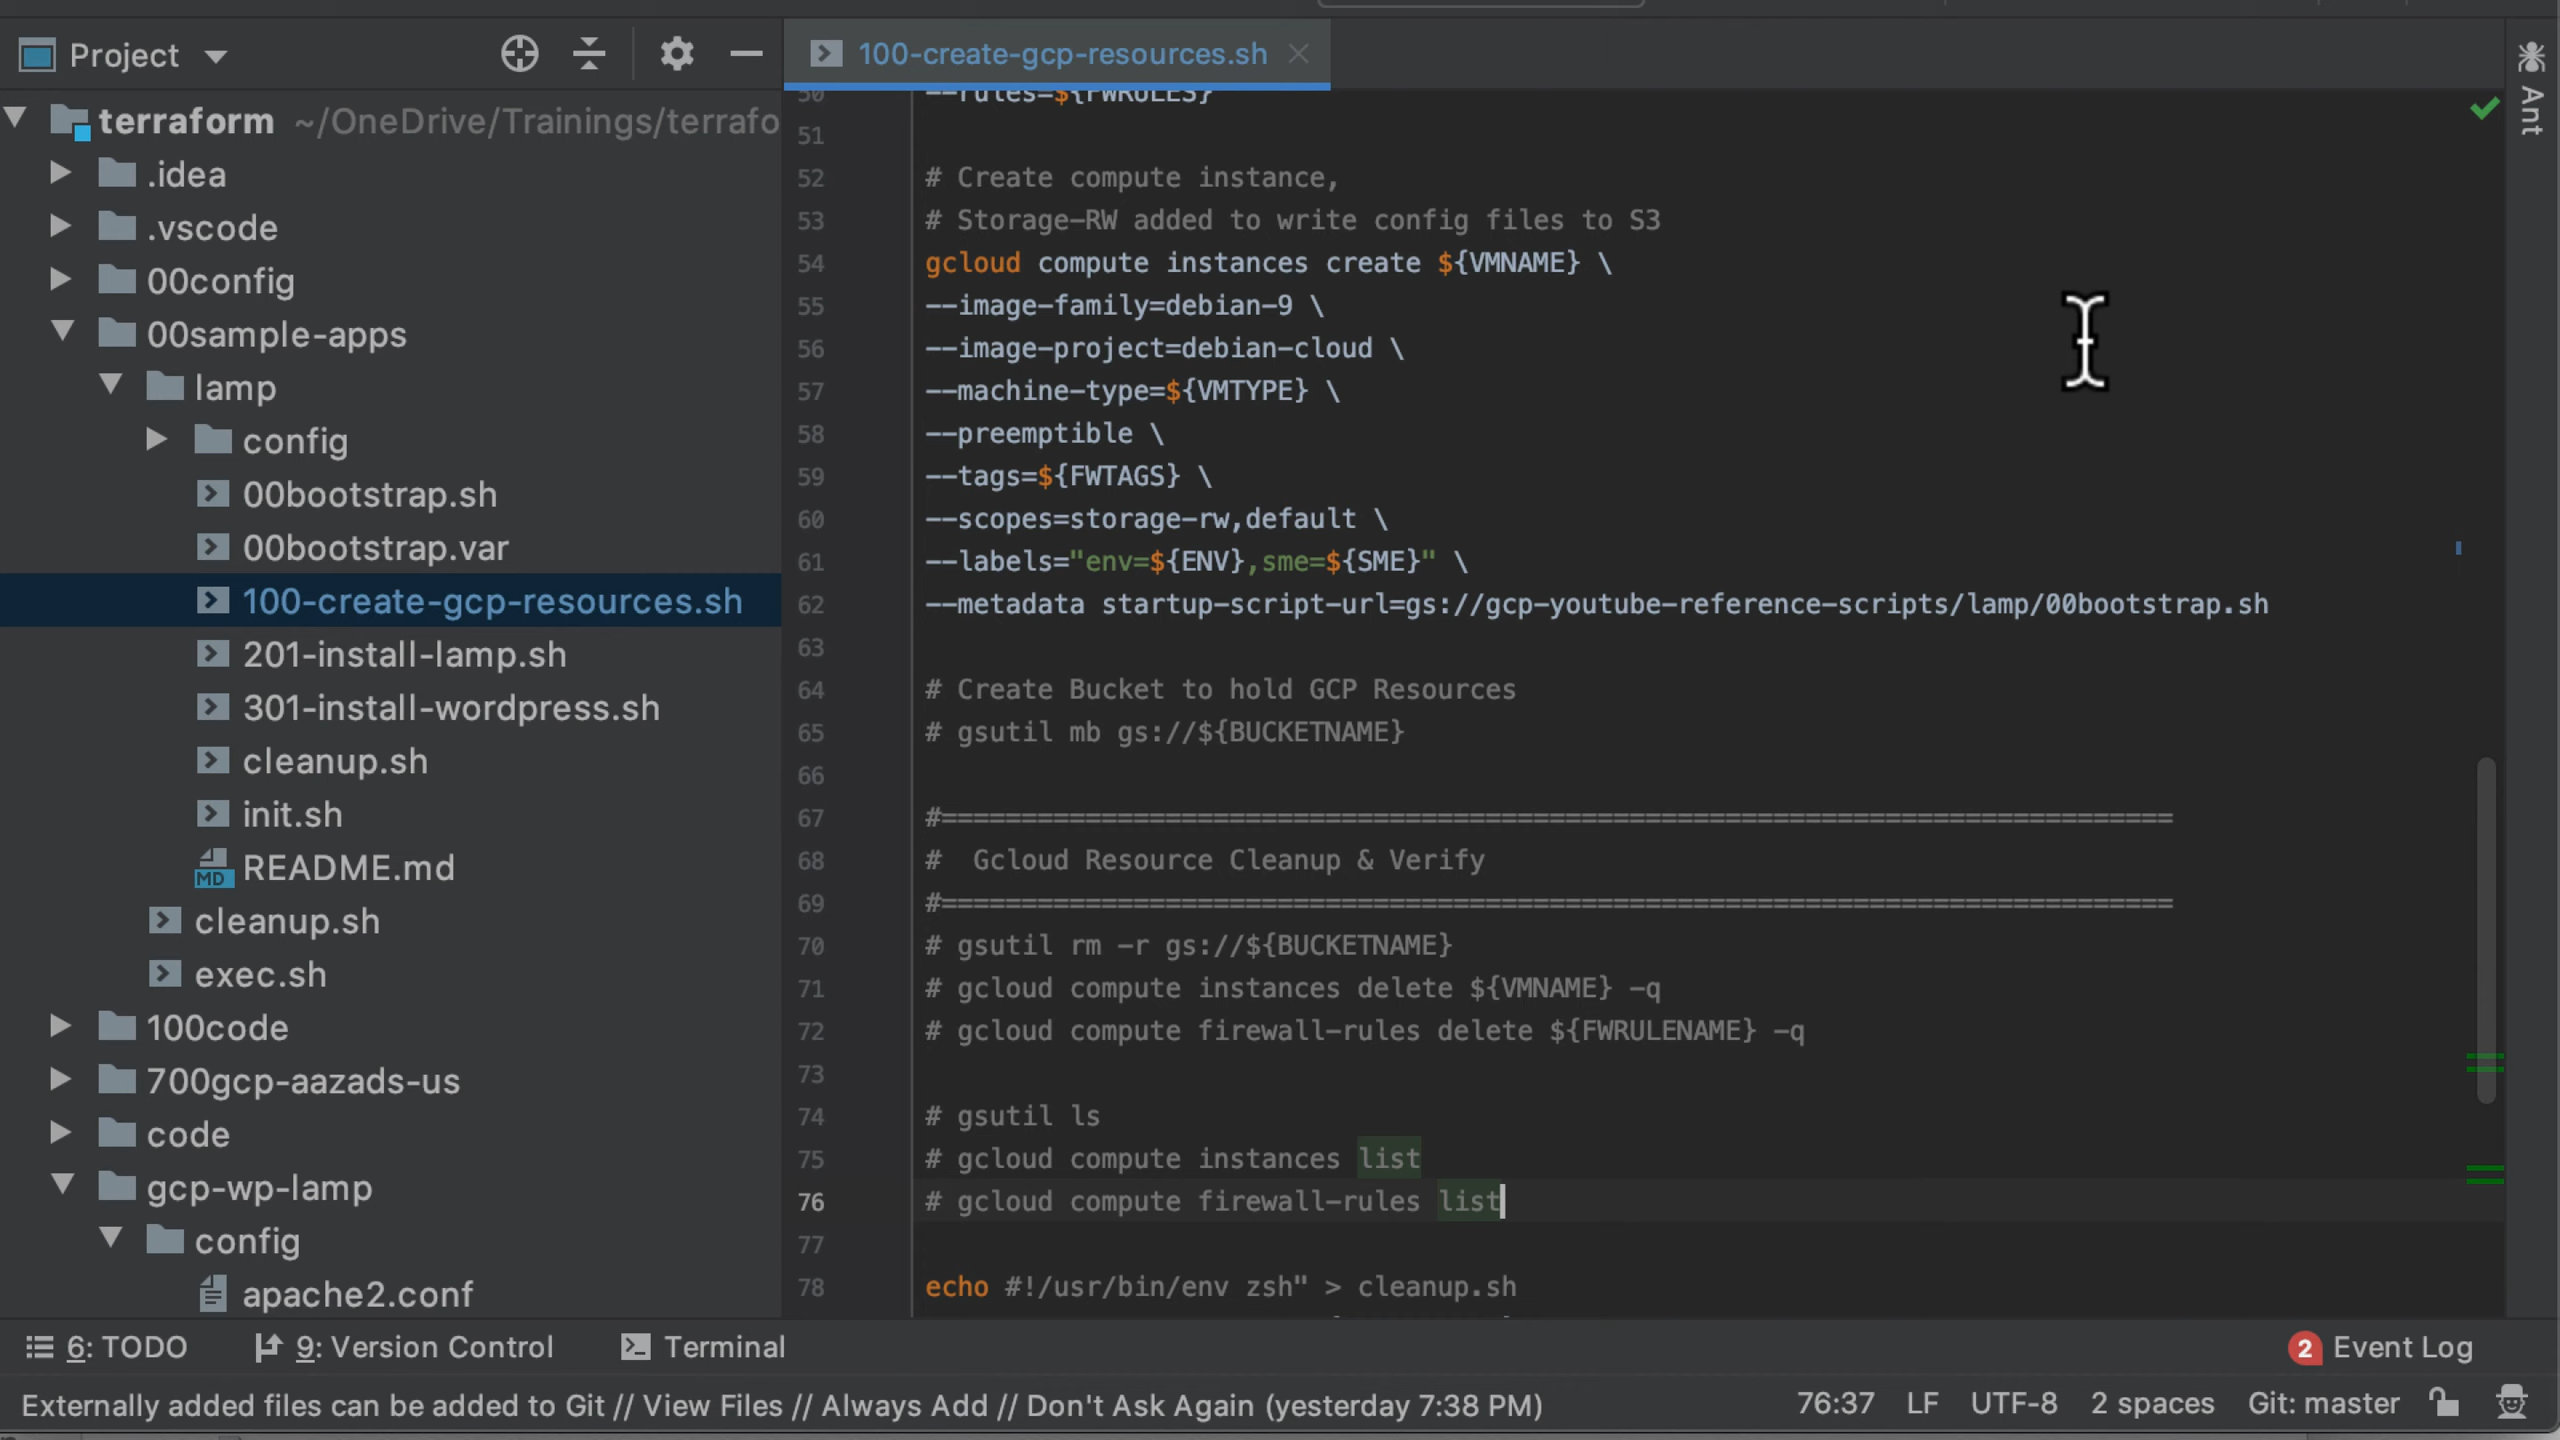 Project
terraform ~/OneDrive/Trainings/terrafo
.idea
.vscode
00config
00sample-apps
lamp
config
00bootstrap.sh
00bootstrap.var
100-create-gcp-resources.sh
201-install-lamp.sh
301-install-wordpress.sh
cleanup.sh
init.sh
MD README.md
cleanup.sh
exec.sh
100code
700gcp-aazads-us
code
gcp-wp-lamp
config
apache2.conf
100-create-gcp-resources.sh
50 --rules=${FWRULES}
51
52 # Create compute instance,
53 # Storage-RW added to write config files to S3
54 gcloud compute instances create ${VMNAME} \
55 --image-family=debian-9 \
56 --image-project=debian-cloud \
57 --machine-type=${VMTYPE} \
58 --preemptible \
59 --tags=${FWTAGS} \
60 --scopes=storage-rw,default \
61 --labels="env=${ENV},sme=${SME}" \
62 --metadata startup-script-url=gs://gcp-youtube-reference-scripts/lamp/00bootstrap.sh
63
64 # Create Bucket to hold GCP Resources
65 # gsutil mb gs://${BUCKETNAME}
66
67 #=============================================================================
68 #  Gcloud Resource Cleanup & Verify
69 #=============================================================================
70 # gsutil rm -r gs://${BUCKETNAME}
71 # gcloud compute instances delete ${VMNAME} -q
72 # gcloud compute firewall-rules delete ${FWRULENAME} -q
73
74 # gsutil ls
75 # gcloud compute instances list
76 # gcloud compute firewall-rules list
77
78 echo #!/usr/bin/env zsh" > cleanup.sh
Ant
6: TODO 9: Version Control Terminal 2 Event Log
Externally added files can be added to Git // View Files // Always Add // Don't Ask Again (yesterday 7:38 PM) 76:37 LF UTF-8 2 spaces Git: master